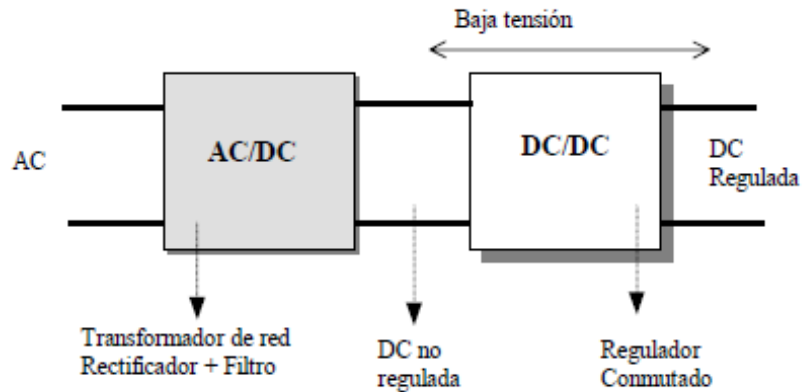 Baja tensión
AC
AC/DC
DC/DC
DC
Regulada
Transformador de red
Rectificador + Filtro
DC no
regulada
Regulador
Conmutado